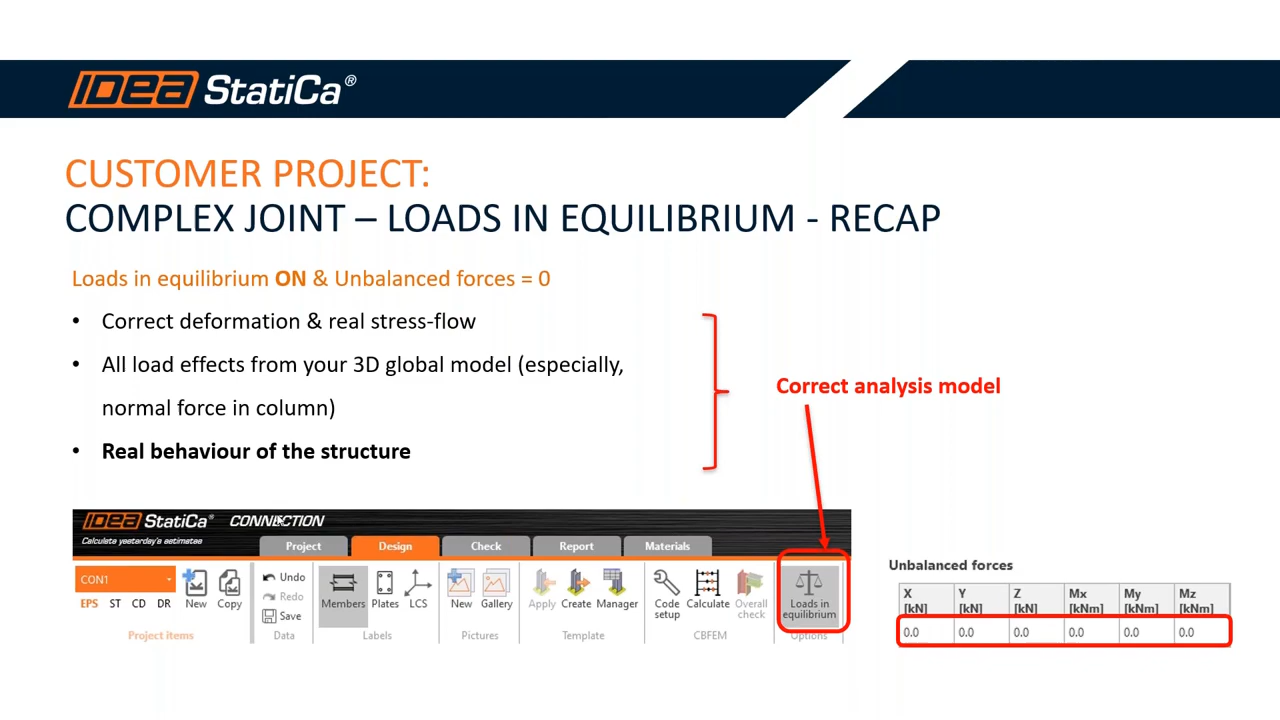 IDEA StatiCa®
CUSTOMER PROJECT:
COMPLEX JOINT – LOADS IN EQUILIBRIUM - RECAP
Loads in equilibrium ON & Unbalanced forces = 0
• Correct deformation & real stress-flow
• All load effects from your 3D global model (especially,
normal force in column)
• Real behaviour of the structure
Correct analysis model
IDEA StatiCa® CONNECTION
Calculate yesterday's estimates
Project Design Check Report Materials
CON1
EPS ST CD DR
New Copy
Project items
Undo
Redo
Save
Data
Members Plates LCS
Labels
New Gallery
Pictures
Apply Create Manager
Template
Code setup
Calculate
Overall check
CBFEM
Loads in equilibrium
Options
Unbalanced forces
X Y Z Mx My Mz
[kN] [kN] [kN] [kNm] [kNm] [kNm]
0.0 0.0 0.0 0.0 0.0 0.0